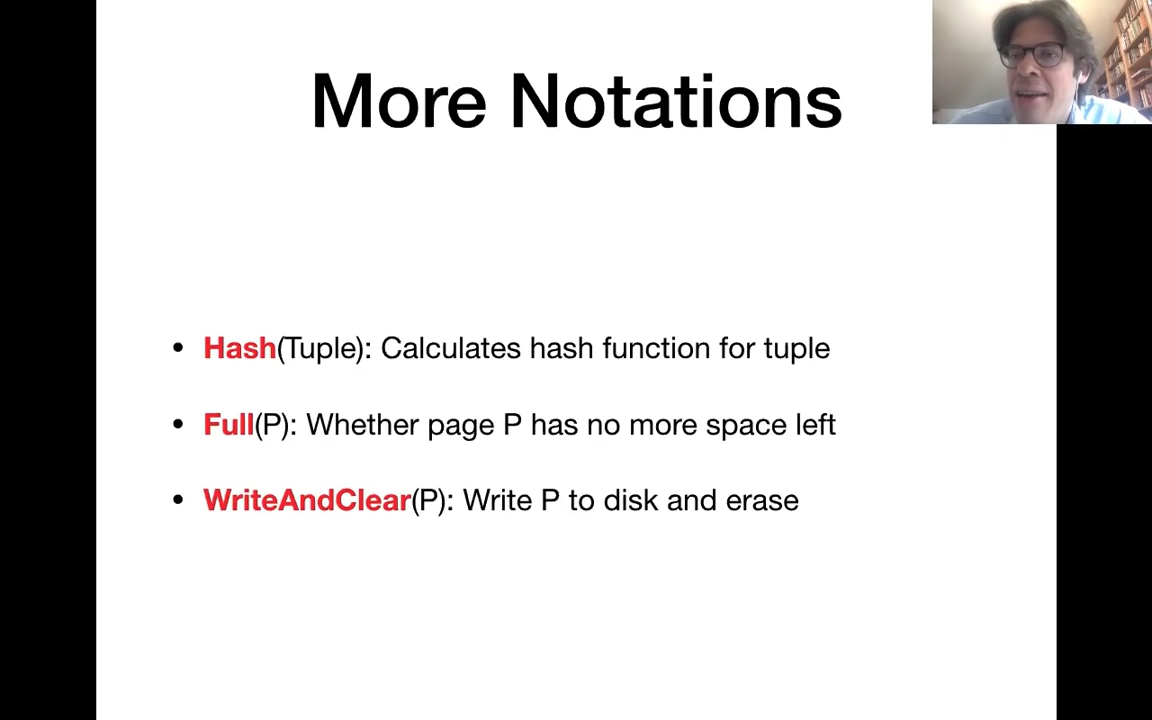 More Notations
• Hash(Tuple): Calculates hash function for tuple
• Full(P): Whether page P has no more space left
• WriteAndClear(P): Write P to disk and erase